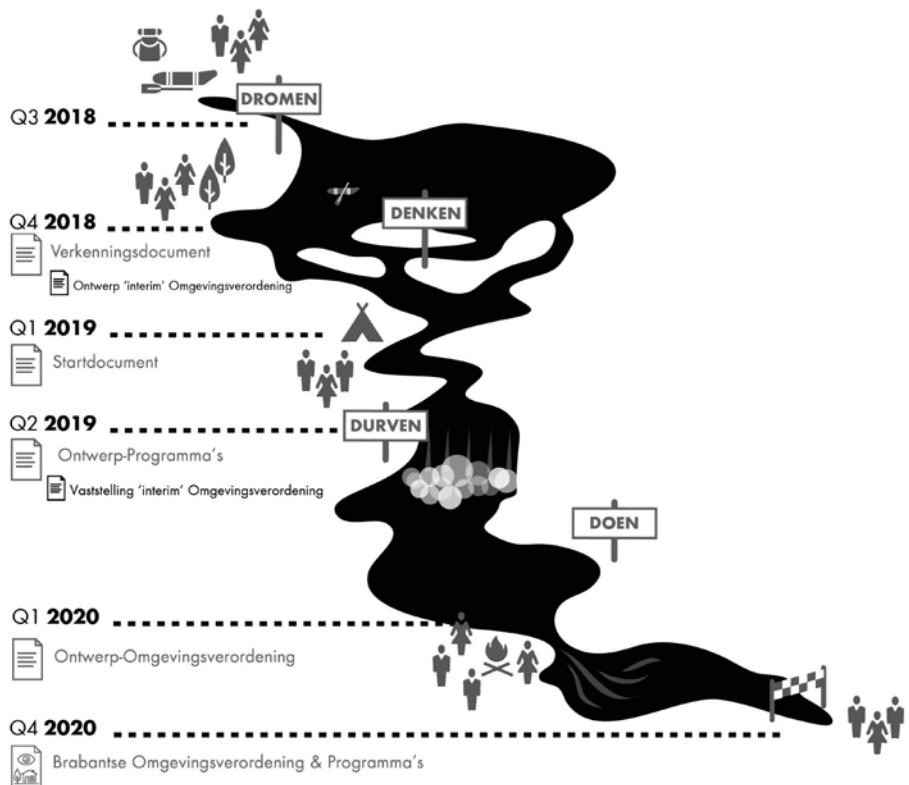 DROMEN
Q3 2018
DENKEN
Q4 2018
Verkenningsdocument
Ontwerp 'interim' Omgevingsverordening
Q1 2019
Startdocument
Q2 2019
DURVEN
Ontwerp-Programma's
Vaststelling 'interim' Omgevingsverordening
DOEN
Q1 2020
Ontwerp-Omgevingsverordening
Q4 2020
Brabantse Omgevingsverordening & Programma's